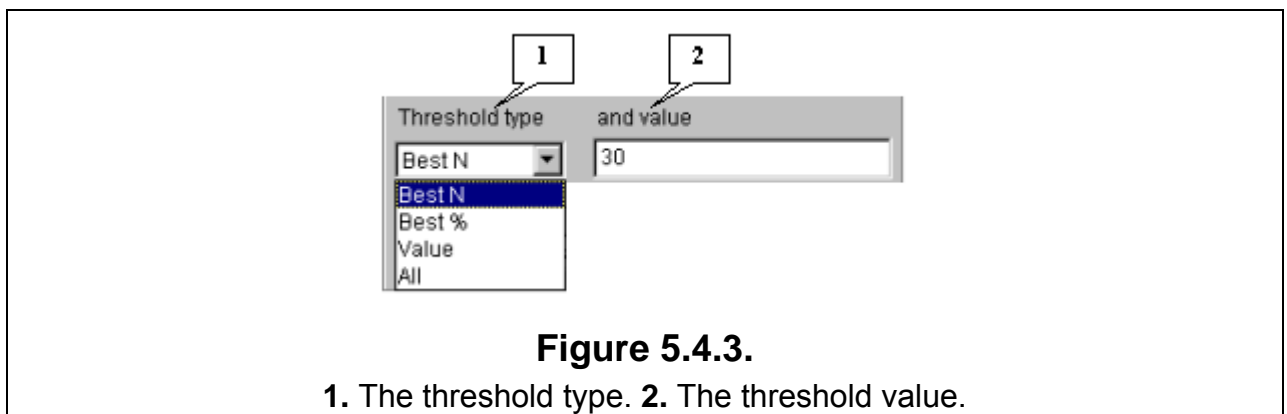 1 2
Threshold type and value
Best N 30
Best N
Best %
Value
All
Figure 5.4.3.
1. The threshold type. 2. The threshold value.